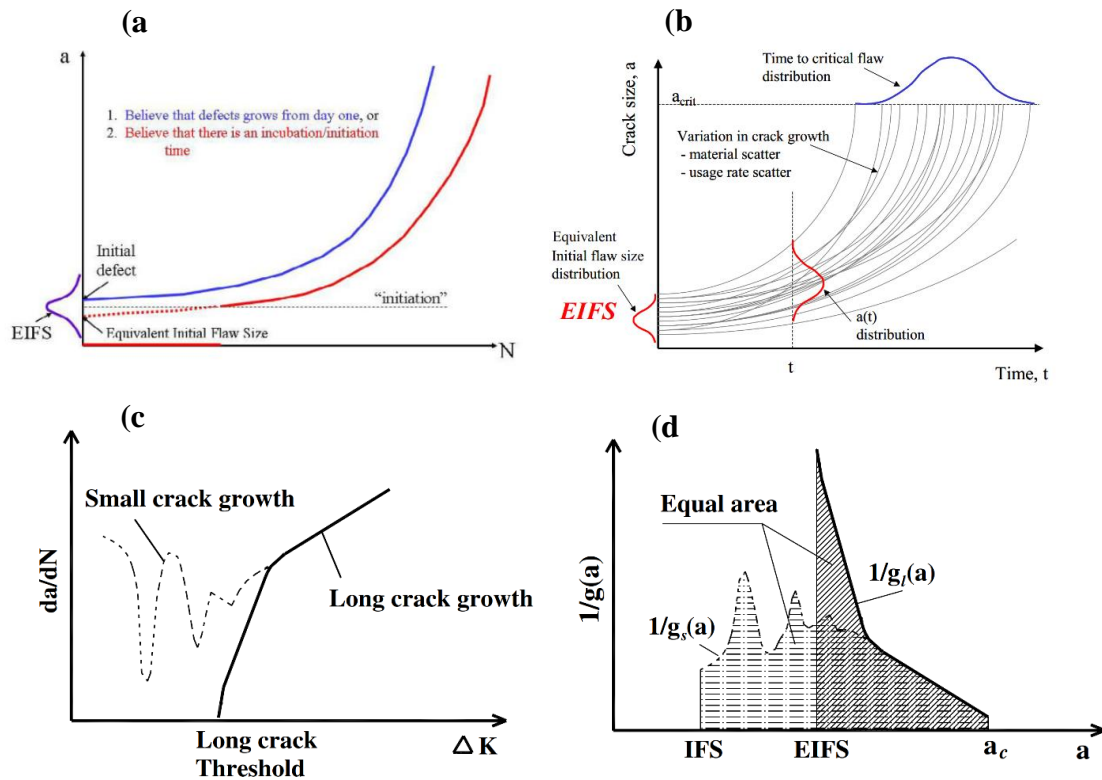 (a
a
1. Believe that defects grows from day one, or
2. Believe that there is an incubation/initiation
time
Initial
defect
"initiation"
EIFS
Equivalent Initial Flaw Size
N
(b
Crack size, a
a_crit
Time to critical flaw
distribution
Variation in crack growth
- material scatter
- usage rate scatter
Equivalent
Initial flaw size
distribution
EIFS
a(t)
distribution
t
Time, t
(c
da/dN
Small crack growth
Long crack growth
Long crack
Threshold
Δ K
(d
1/g(a)
Equal area
1/g_l(a)
1/g_s(a)
IFS
EIFS
a_c
a